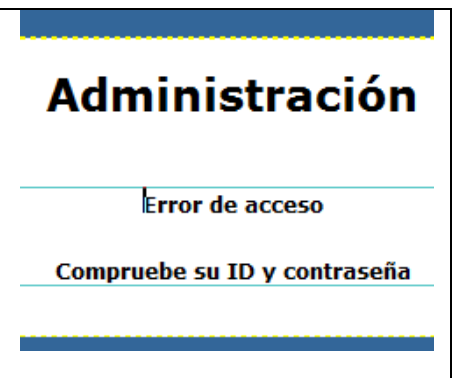 Administración
Error de acceso
Compruebe su ID y contraseña